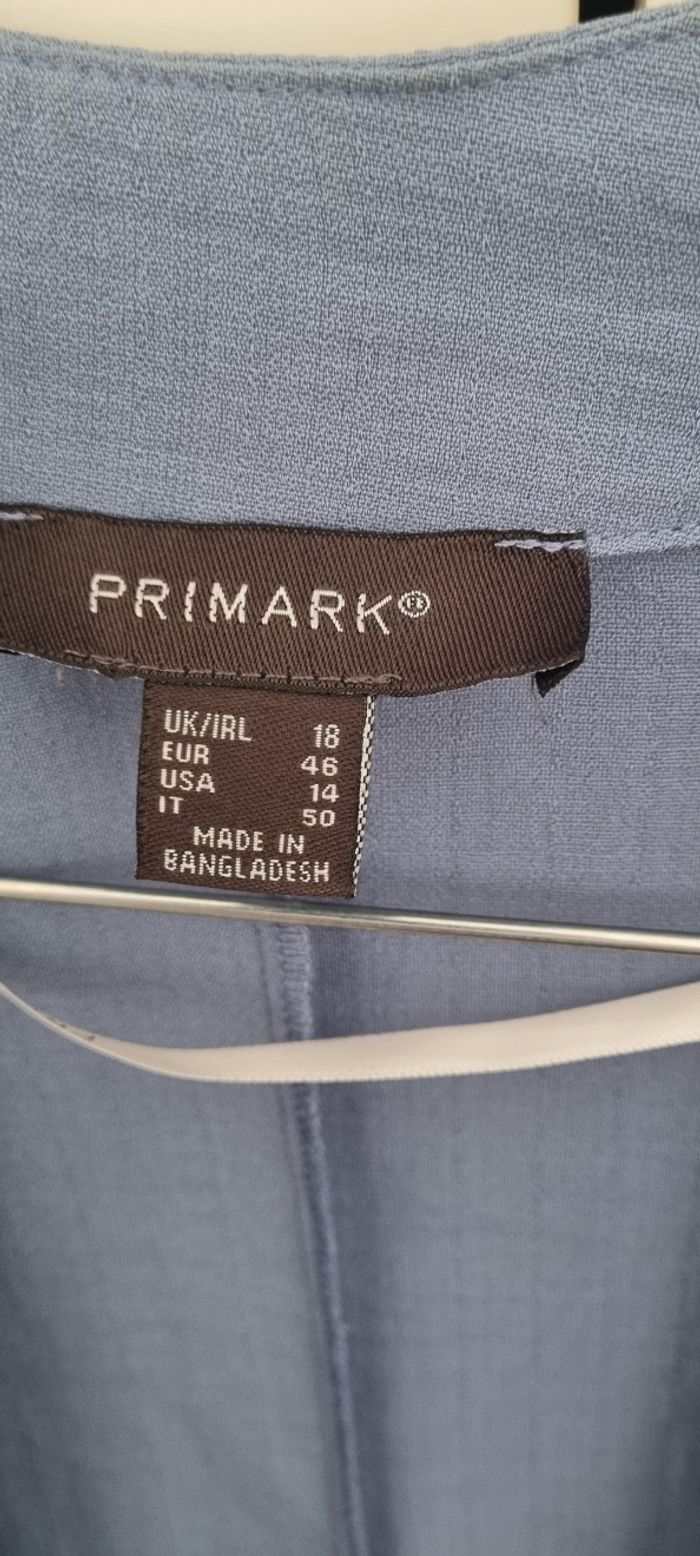 PRIMARK®
UK/IRL 18
EUR 46
USA 14
IT 50
MADE IN
BANGLADESH